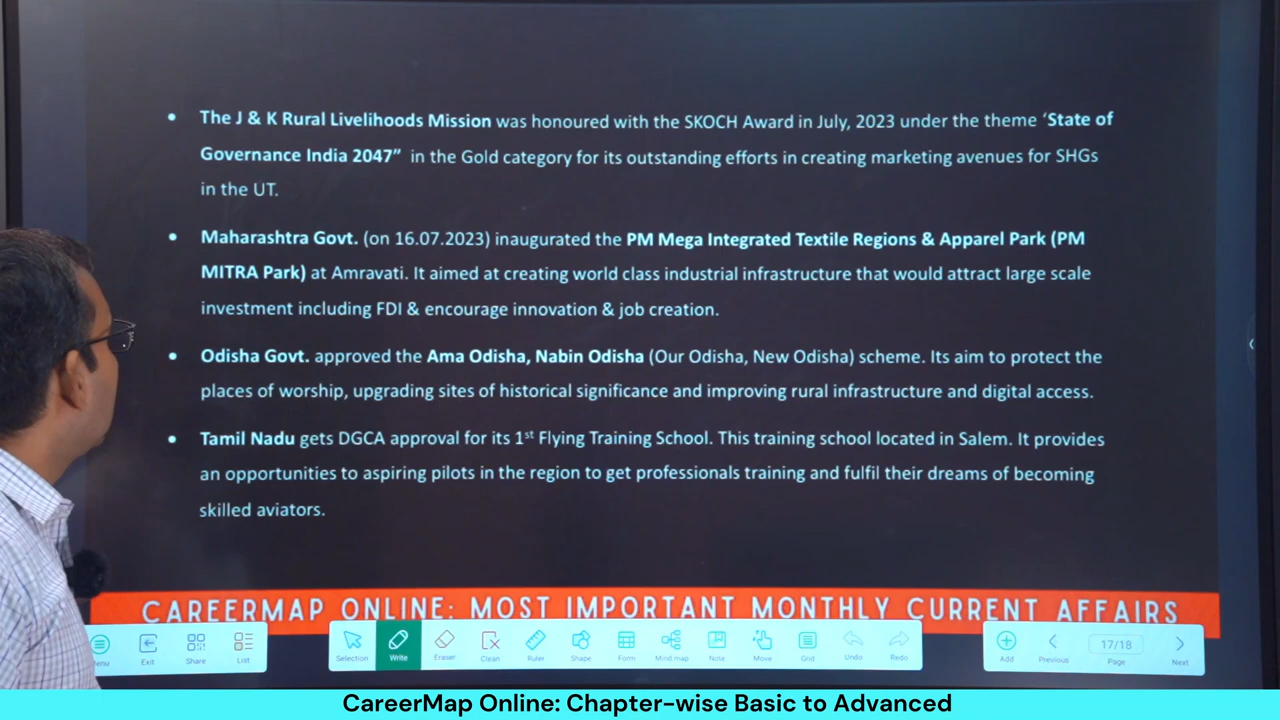 • The J & K Rural Livelihoods Mission was honoured with the SKOCH Award in July, 2023 under the theme ‘State of
Governance India 2047” in the Gold category for its outstanding efforts in creating marketing avenues for SHGs
in the UT.
• Maharashtra Govt. (on 16.07.2023) inaugurated the PM Mega Integrated Textile Regions & Apparel Park (PM
MITRA Park) at Amravati. It aimed at creating world class industrial infrastructure that would attract large scale
investment including FDI & encourage innovation & job creation.
• Odisha Govt. approved the Ama Odisha, Nabin Odisha (Our Odisha, New Odisha) scheme. Its aim to protect the
places of worship, upgrading sites of historical significance and improving rural infrastructure and digital access.
• Tamil Nadu gets DGCA approval for its 1st Flying Training School. This training school located in Salem. It provides
an opportunities to aspiring pilots in the region to get professionals training and fulfil their dreams of becoming
skilled aviators.
CAREERMAP ONLINE: MOST IMPORTANT MONTHLY CURRENT AFFAIRS
enu Exit Share List Selection Write Eraser Clean Ruler Shape Form Mind map Note Move Grid Undo Redo Add Previous 17/18 Page Next
CareerMap Online: Chapter-wise Basic to Advanced